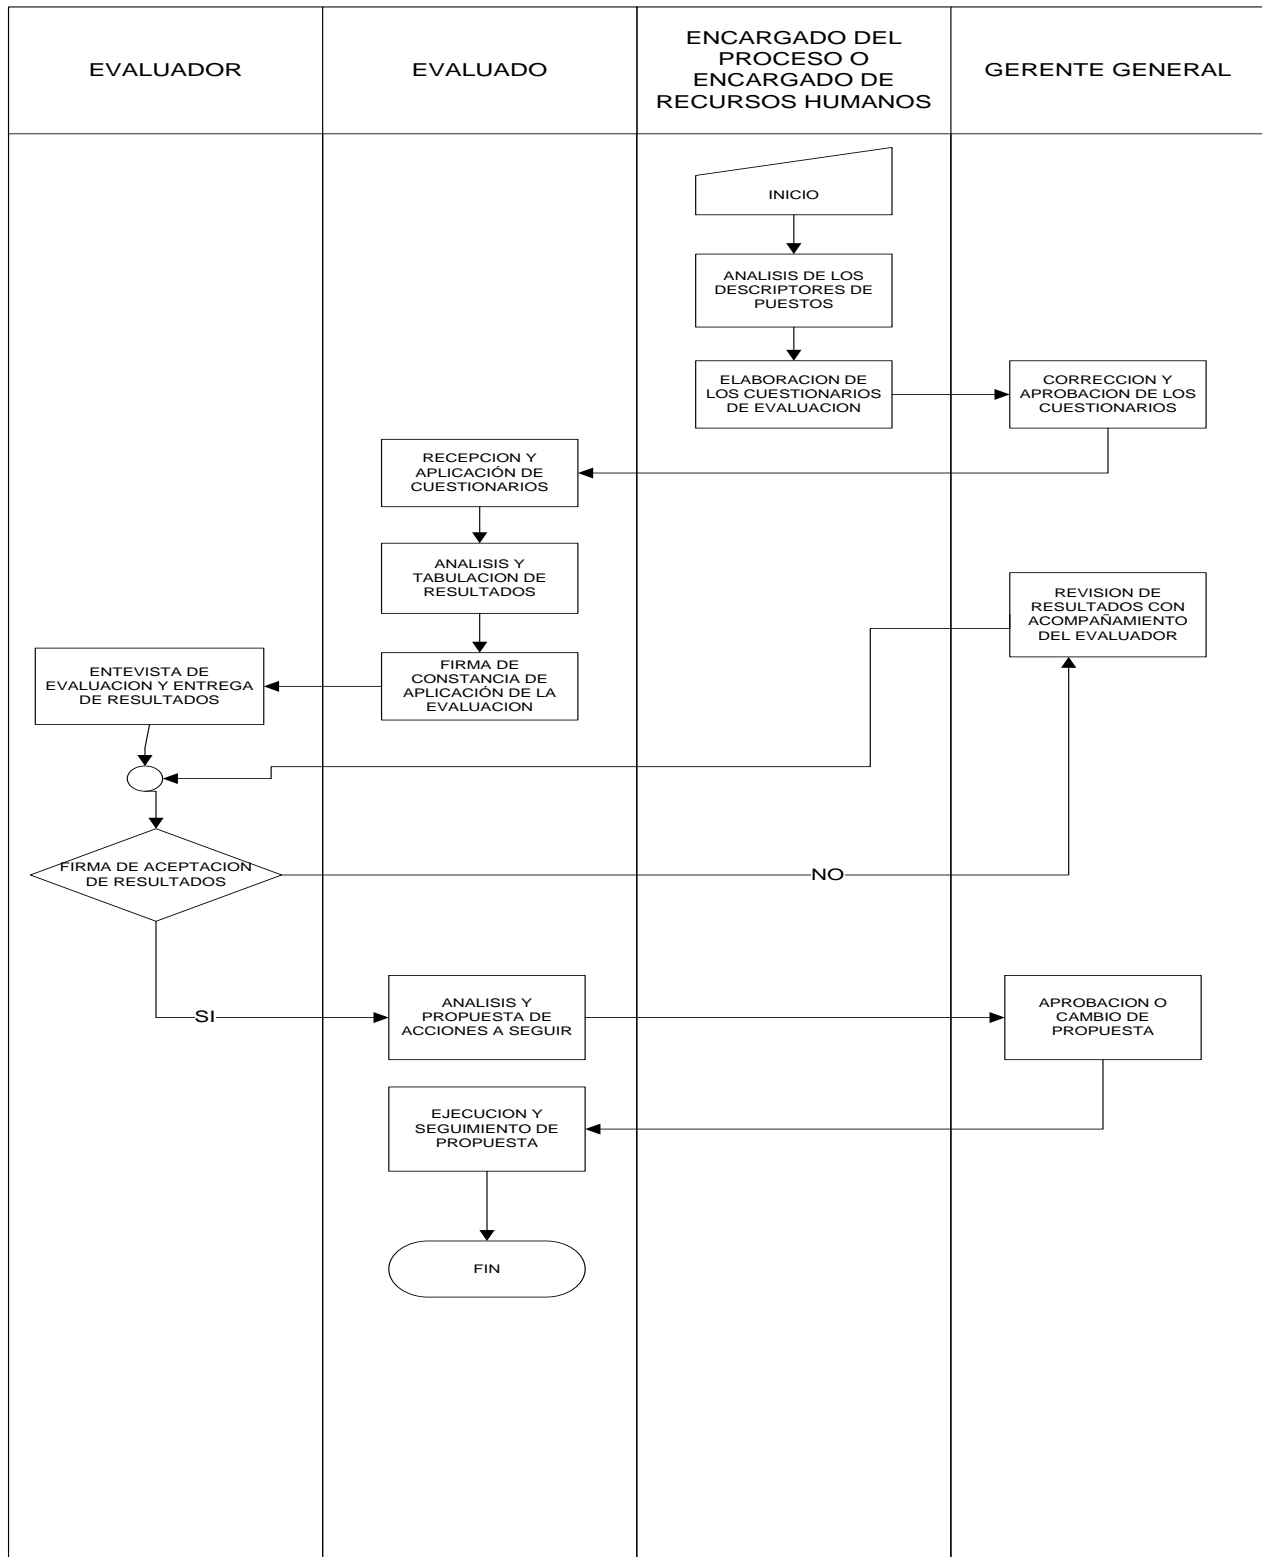 EVALUADOR
EVALUADO
ENCARGADO DEL
PROCESO O
ENCARGADO DE
RECURSOS HUMANOS
GERENTE GENERAL
INICIO
ANALISIS DE LOS
DESCRIPTORES DE
PUESTOS
ELABORACION DE
LOS CUESTIONARIOS
DE EVALUACION
CORRECCION Y
APROBACION DE LOS
CUESTIONARIOS
RECEPCION Y
APLICACIÓN DE
CUESTIONARIOS
ANALISIS Y
TABULACION DE
RESULTADOS
REVISION DE
RESULTADOS CON
ACOMPAÑAMIENTO
DEL EVALUADOR
FIRMA DE
CONSTANCIA DE
APLICACIÓN DE LA
EVALUACION
ENTEVISTA DE
EVALUACION Y ENTREGA
DE RESULTADOS
FIRMA DE ACEPTACION
DE RESULTADOS
NO
SI
ANALISIS Y
PROPUESTA DE
ACCIONES A SEGUIR
APROBACION O
CAMBIO DE
PROPUESTA
EJECUCION Y
SEGUIMIENTO DE
PROPUESTA
FIN